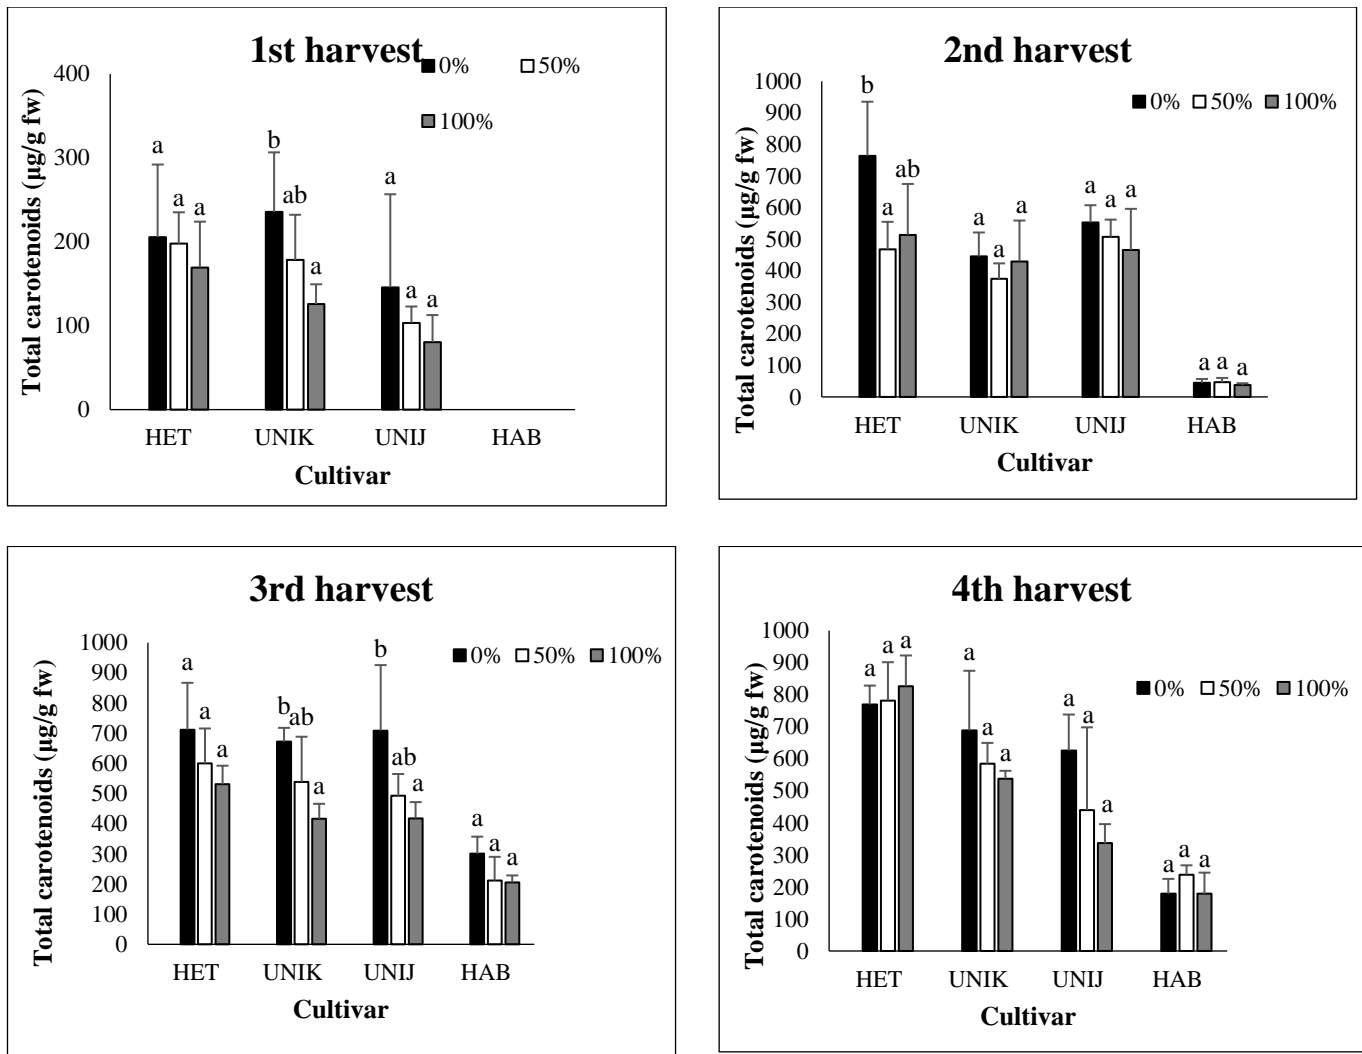 1st harvest
0% 50%
100%
Total carotenoids (µg/g fw)
400
300
200
100
0
a a a
b ab a
a a a
HET UNIK UNIJ HAB
Cultivar
2nd harvest
0% 50% 100%
Total carotenoids (µg/g fw)
1000
900
800
700
600
500
400
300
200
100
0
b a ab
a a a
a a a
a a a
HET UNIK UNIJ HAB
Cultivar
3rd harvest
0% 50% 100%
Total carotenoids (µg/g fw)
1000
900
800
700
600
500
400
300
200
100
0
a a a
b ab a
b ab a
a a a
HET UNIK UNIJ HAB
Cultivar
4th harvest
0% 50% 100%
Total carotenoids (µg/g fw)
1000
900
800
700
600
500
400
300
200
100
0
a a a
a a a
a a a
a a a
HET UNIK UNIJ HAB
Cultivar